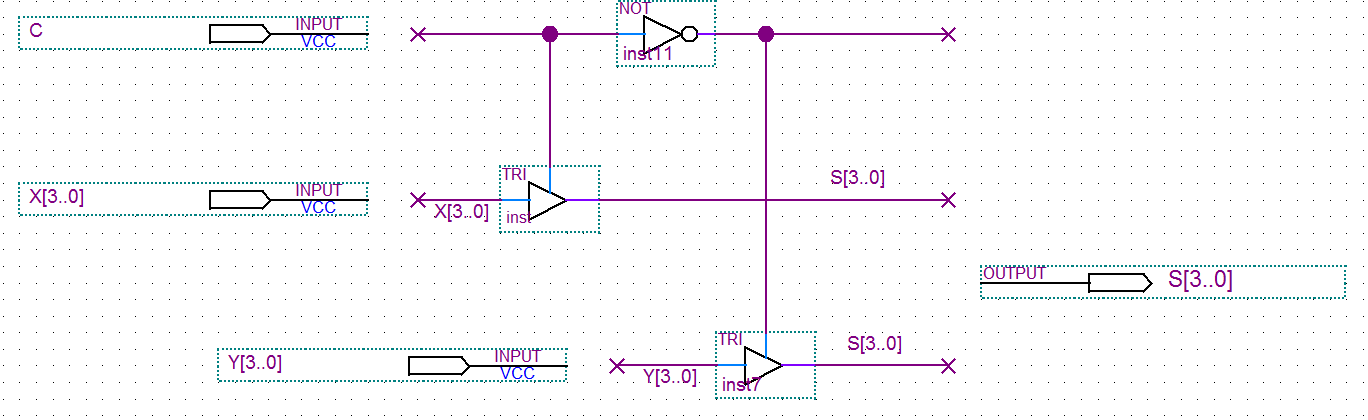 C
INPUT
VCC
NOT
inst11
X[3..0]
INPUT
VCC
X[3..0]
TRI
inst
S[3..0]
OUTPUT
S[3..0]
Y[3..0]
INPUT
VCC
Y[3..0]
TRI
inst7
S[3..0]